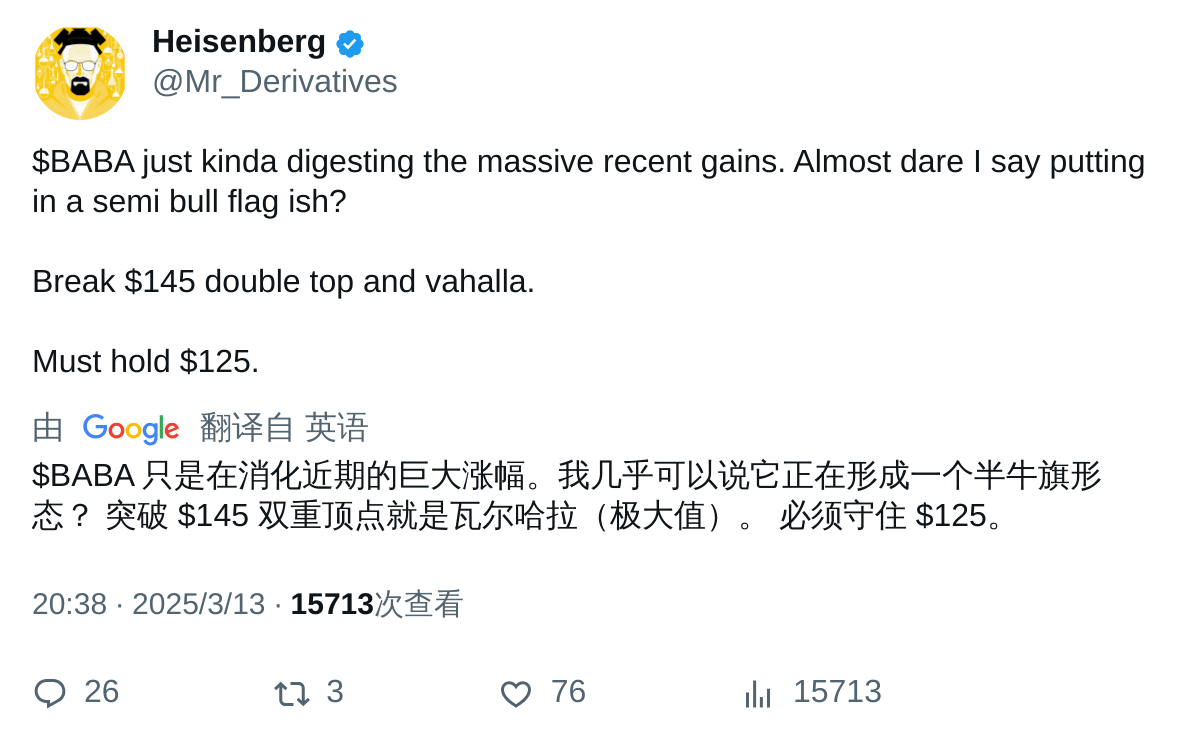 Heisenberg
@Mr_Derivatives
$BABA just kinda digesting the massive recent gains. Almost dare I say putting
in a semi bull flag ish?
Break $145 double top and vahalla.
Must hold $125.
由 Google 翻译自 英语
$BABA 只是在消化近期的巨大涨幅。我几乎可以说它正在形成一个半牛旗形
态？ 突破 $145 双重顶点就是瓦尔哈拉（极大值）。 必须守住 $125。
20:38 · 2025/3/13 · 15713次查看
26 3 76 15713